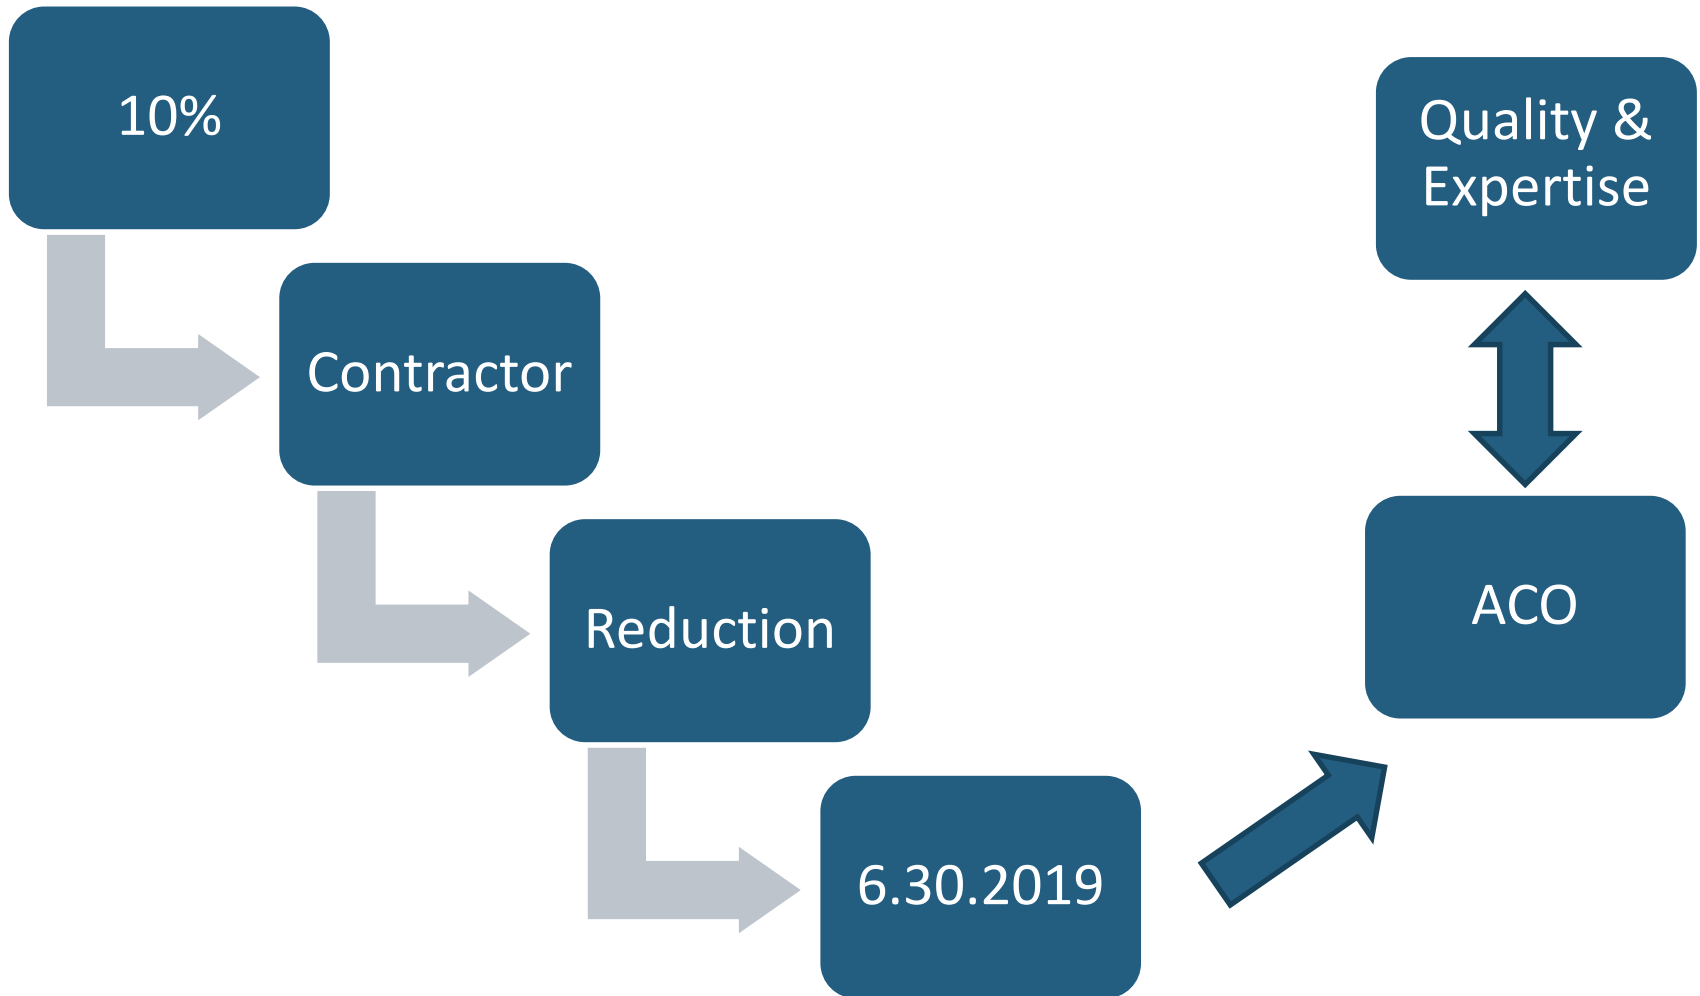 10%
Contractor
Reduction
6.30.2019
Quality &
Expertise
ACO